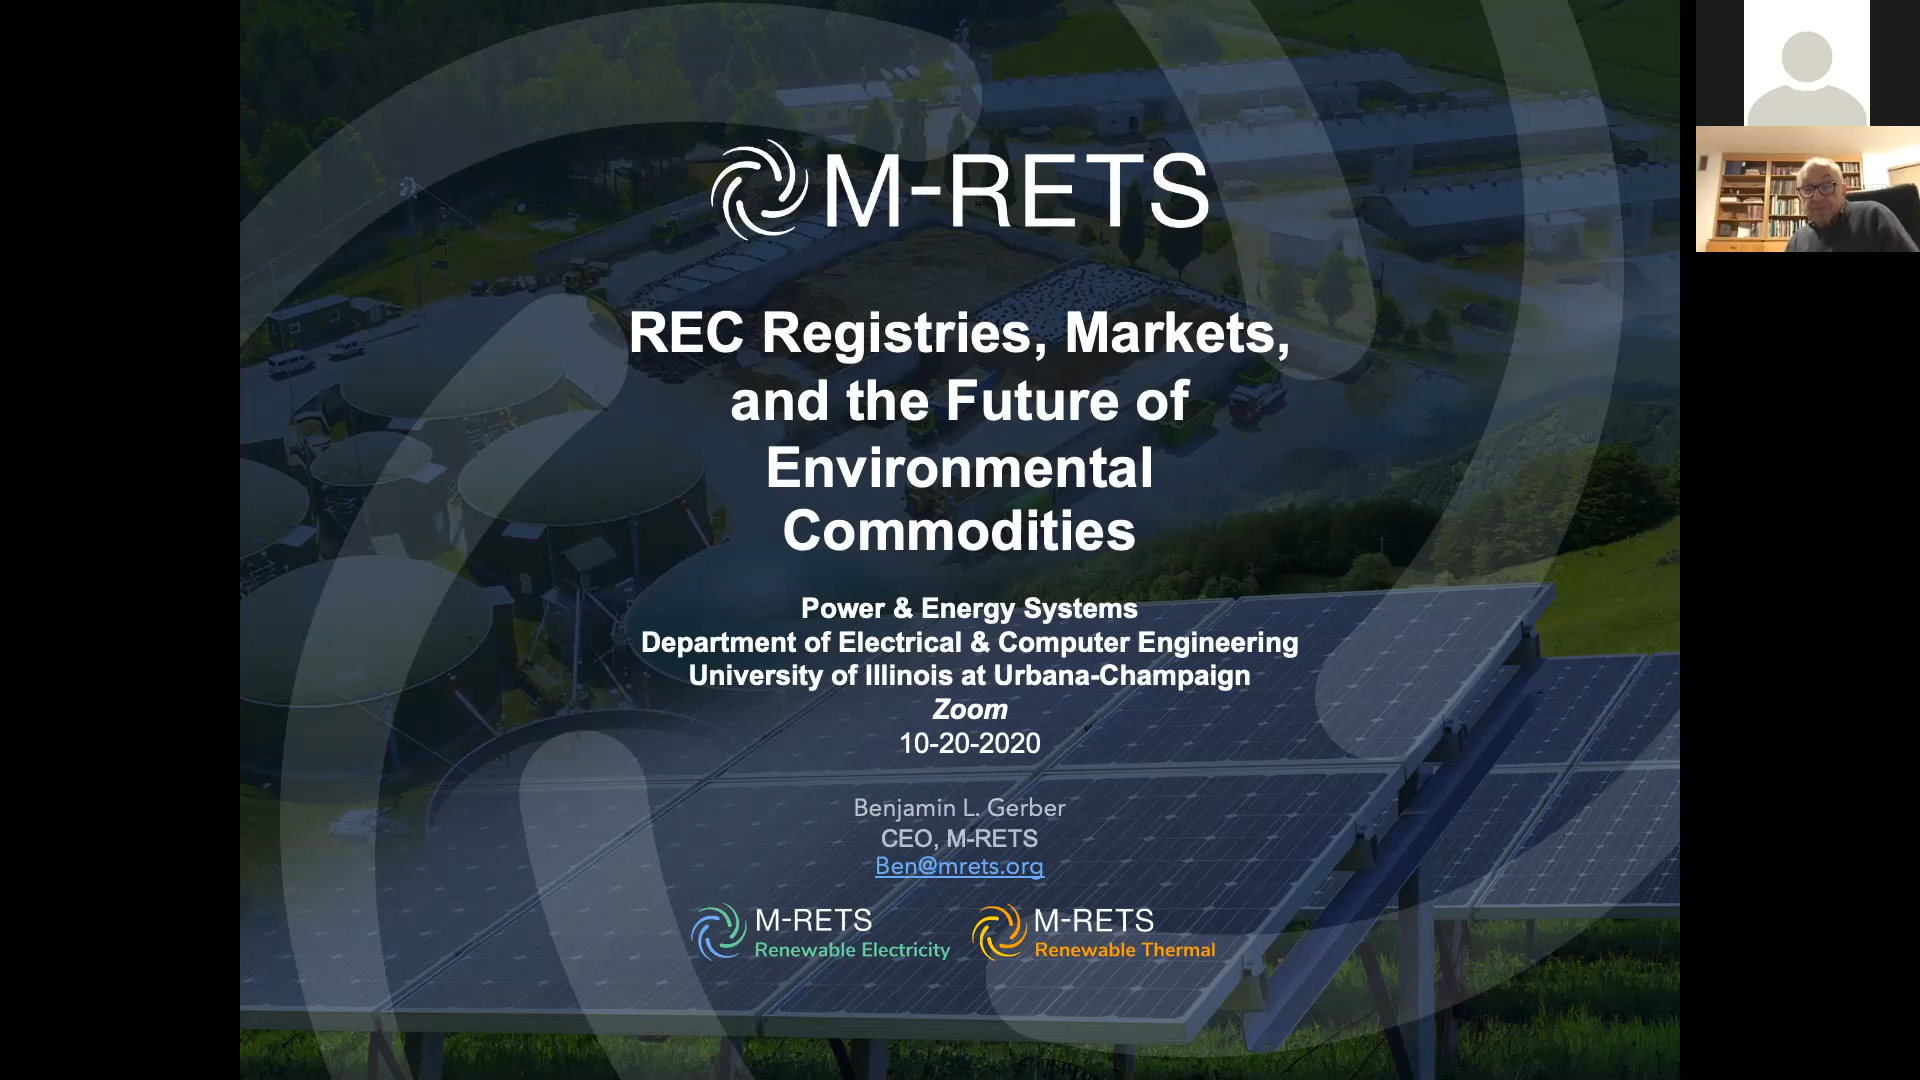 M-RETS
REC Registries, Markets,
and the Future of
Environmental
Commodities
Power & Energy Systems
Department of Electrical & Computer Engineering
University of Illinois at Urbana-Champaign
Zoom
10-20-2020
Benjamin L. Gerber
CEO, M-RETS
Ben@mrets.org
M-RETS
Renewable Electricity
M-RETS
Renewable Thermal